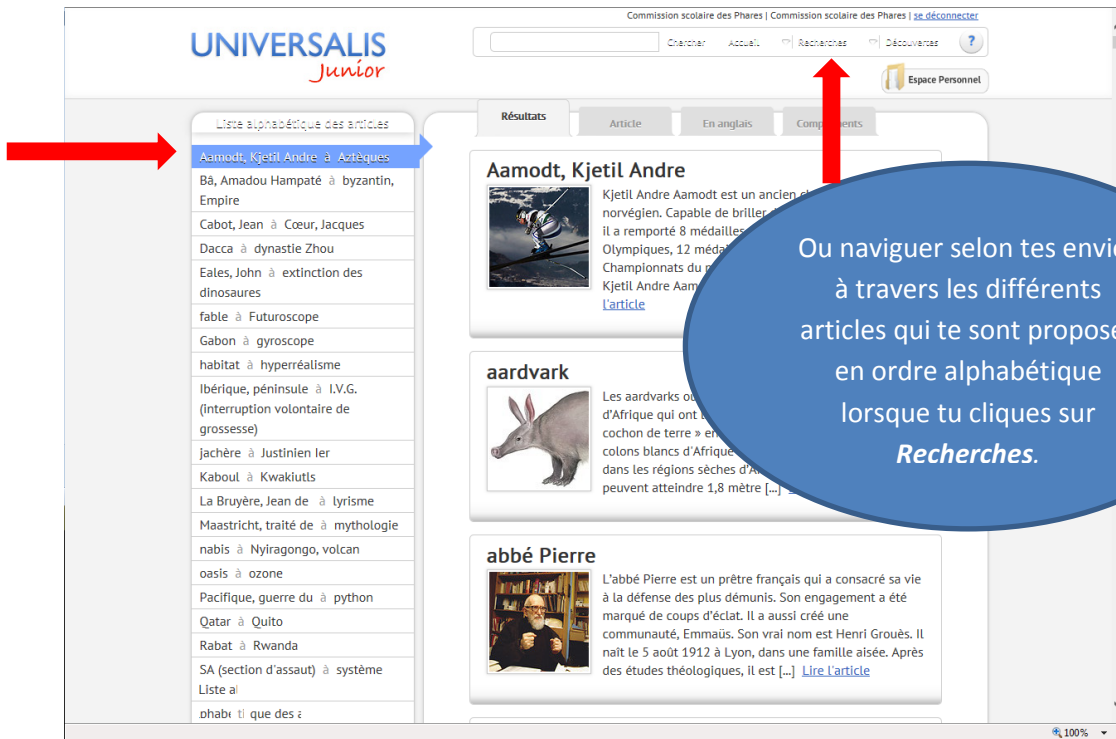 Commission scolaire des Phares | Commission scolaire des Phares | se déconnecter
UNIVERSALIS
Junior
Chercher Accueil Recherches Découvertes ?
Espace Personnel
Liste alphabétique des articles
Aamodt, Kjetil Andre à Aztèques
Bâ, Amadou Hampaté à byzantin,
Empire
Cabot, Jean à Cœur, Jacques
Dacca à dynastie Zhou
Eales, John à extinction des
dinosaures
fable à Futuroscope
Gabon à gyroscope
habitat à hyperréalisme
Ibérique, péninsule à I.V.G.
(interruption volontaire de
grossesse)
jachère à Justinien Ier
Kaboul à Kwakiutls
La Bruyère, Jean de à lyrisme
Maastricht, traité de à mythologie
nabis à Nyiragongo, volcan
oasis à ozone
Pacifique, guerre du à python
Qatar à Quito
Rabat à Rwanda
SA (section d'assaut) à système
Liste al
phabe ti que des a
Résultats Article En anglais Comp ents
Aamodt, Kjetil Andre
Kjetil Andre Aamodt est un ancien
norvégien. Capable de briller
il a remporté 8 médailles
Olympiques, 12 méda
Championnats du
Kjetil Andre Aam
l'article
aardvark
Les aardvarks ou
d'Afrique qui ont
cochon de terre » en
colons blancs d'Afrique
dans les régions sèches d'A
peuvent atteindre 1,8 mètre [...]
abbé Pierre
L'abbé Pierre est un prêtre français qui a consacré sa vie
à la défense des plus démunis. Son engagement a été
marqué de coups d'éclat. Il a aussi créé une
communauté, Emmaüs. Son vrai nom est Henri Grouès. Il
naît le 5 août 1912 à Lyon, dans une famille aisée. Après
des études théologiques, il est [...] Lire l'article
Ou naviguer selon tes envie
à travers les différents
articles qui te sont propose
en ordre alphabétique
lorsque tu cliques sur
Recherches.
100%